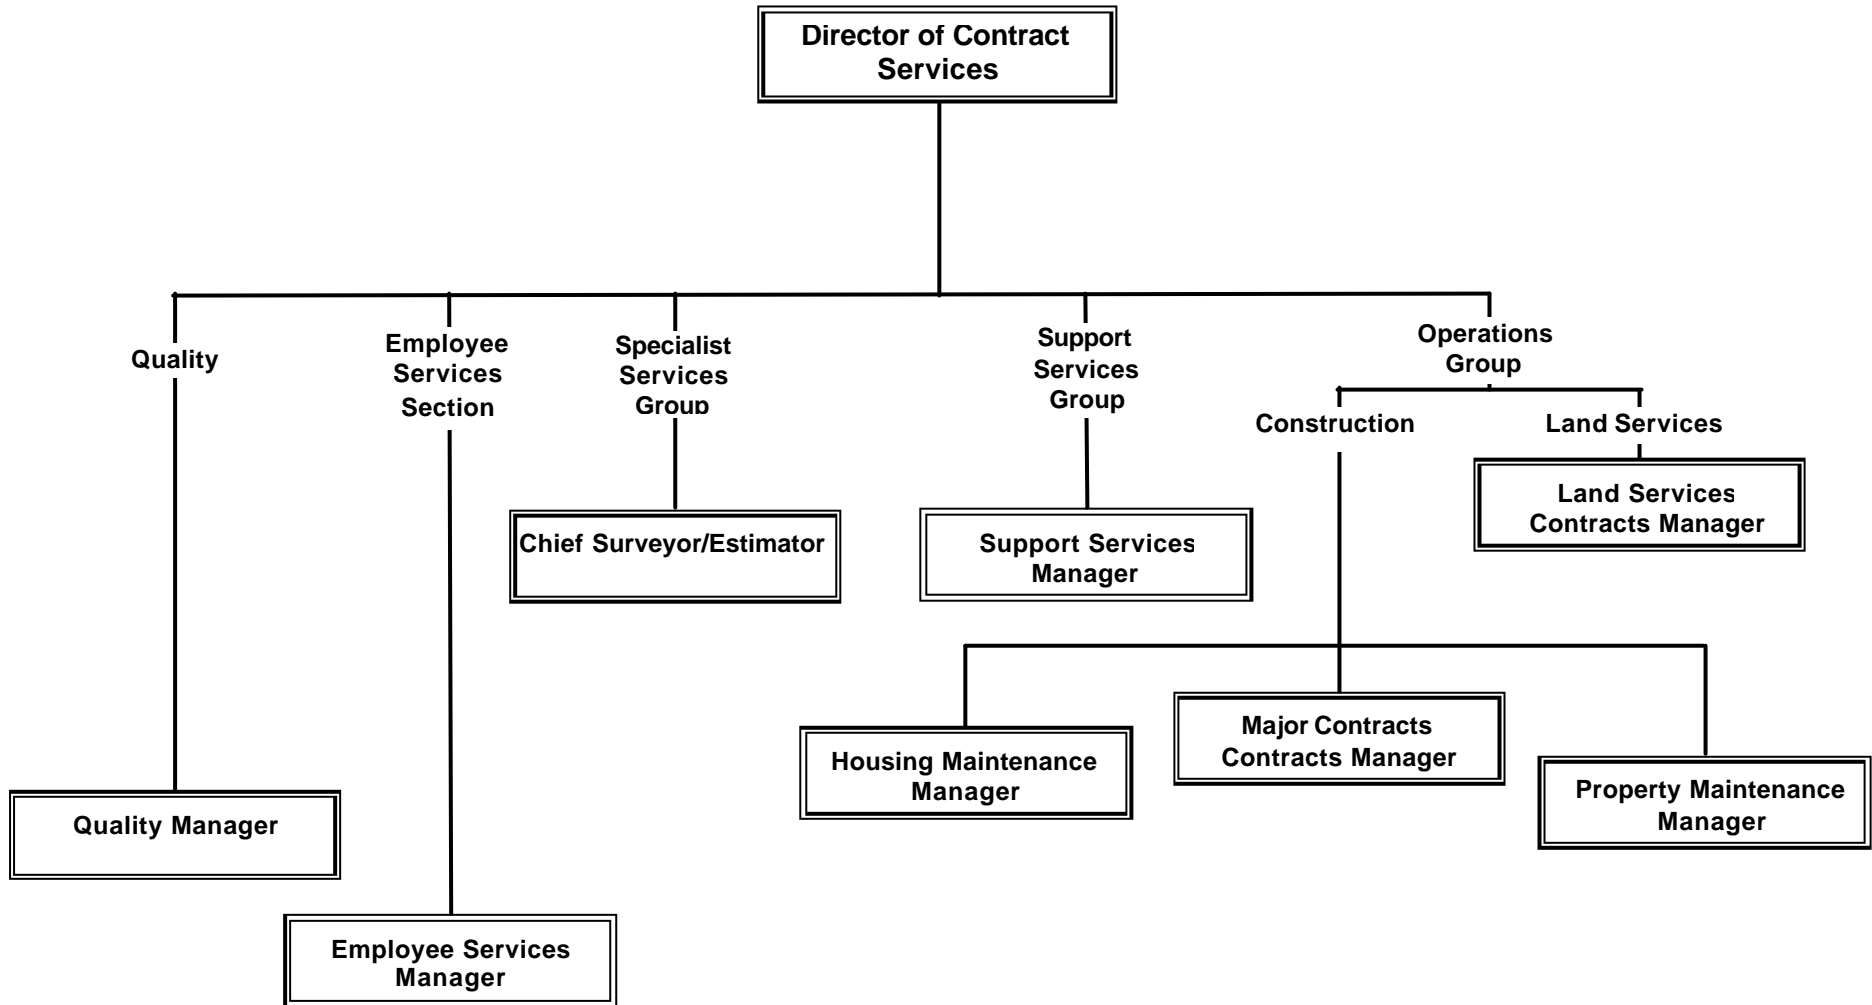 Director of Contract
Services
Quality
Employee
Services
Section
Specialist
Services
Group
Support
Services
Group
Operations
Group
Construction
Land Services
Land Services
Contracts Manager
Chief Surveyor/Estimator
Support Services
Manager
Housing Maintenance
Manager
Major Contracts
Contracts Manager
Property Maintenance
Manager
Quality Manager
Employee Services
Manager